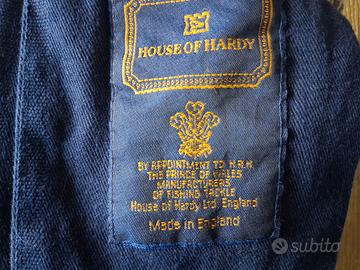 HOUSE OF HARDY
BY APPOINTMENT TO H.R.H.
THE PRINCE OF WALES
MANUFACTURERS
OF FISHING TACKLE
House of Hardy Ltd. England
Made in England
subito